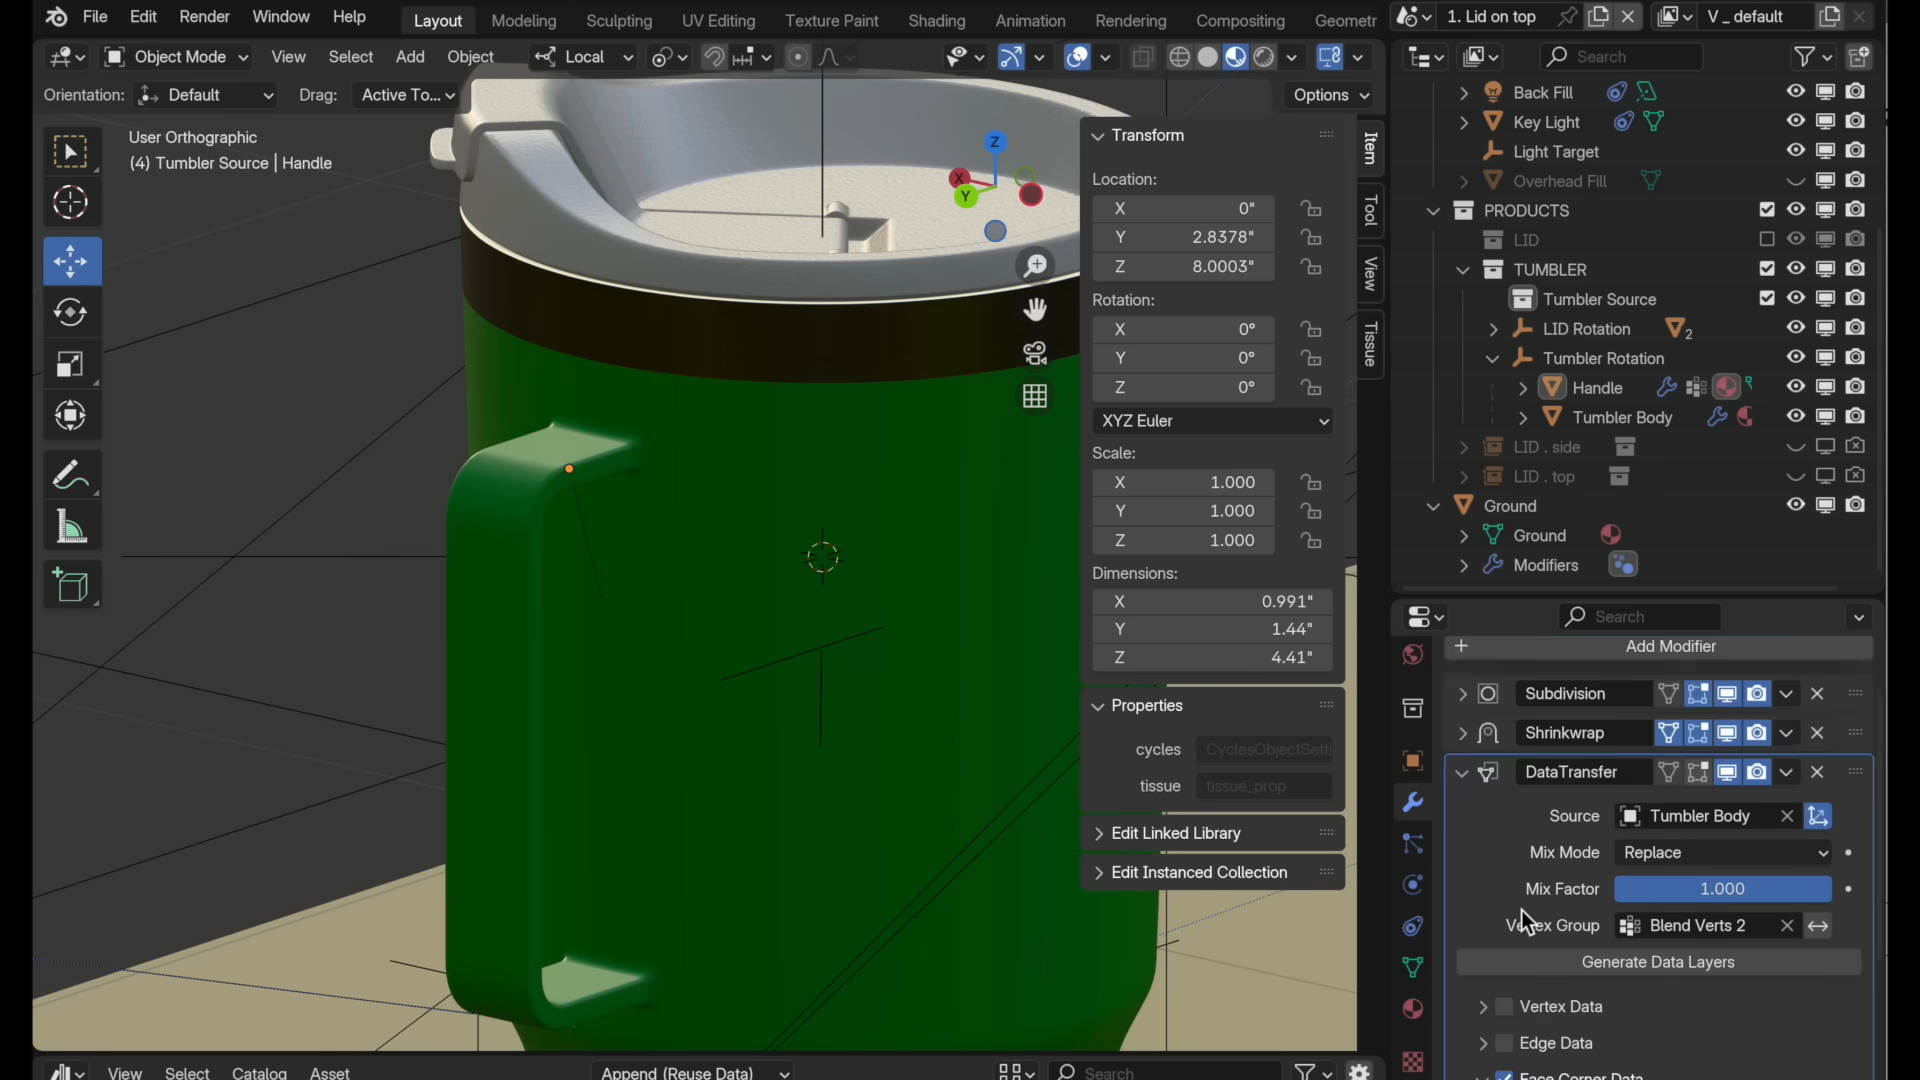 File Edit Render Window Help
Layout Modeling Sculpting UV Editing Texture Paint Shading Animation Rendering Compositing Geometr
1. Lid on top
V _ default
Object Mode View Select Add Object Local
Search
Orientation: Default Drag: Active To... Options
User Orthographic
(4) Tumbler Source | Handle
Z
X
Y
Transform
Location:
X 0"
Y 2.8378"
Z 8.0003"
Rotation:
X 0°
Y 0°
Z 0°
XYZ Euler
Scale:
X 1.000
Y 1.000
Z 1.000
Dimensions:
X 0.991"
Y 1.44"
Z 4.41"
Properties
cycles CyclesObjectSetti
tissue tissue_prop
Edit Linked Library
Edit Instanced Collection
Item
Tool
View
Tissue
Back Fill
Key Light
Light Target
Overhead Fill
PRODUCTS
LID
TUMBLER
Tumbler Source
LID Rotation 2
Tumbler Rotation
Handle
Tumbler Body
LID . side
LID . top
Ground
Ground
Modifiers
Search
Add Modifier
Subdivision
Shrinkwrap
DataTransfer
Source Tumbler Body
Mix Mode Replace
Mix Factor 1.000
Vertex Group Blend Verts 2
Generate Data Layers
Vertex Data
Edge Data
Face Corner Data
View Select Catalog Asset Append (Reuse Data) Search